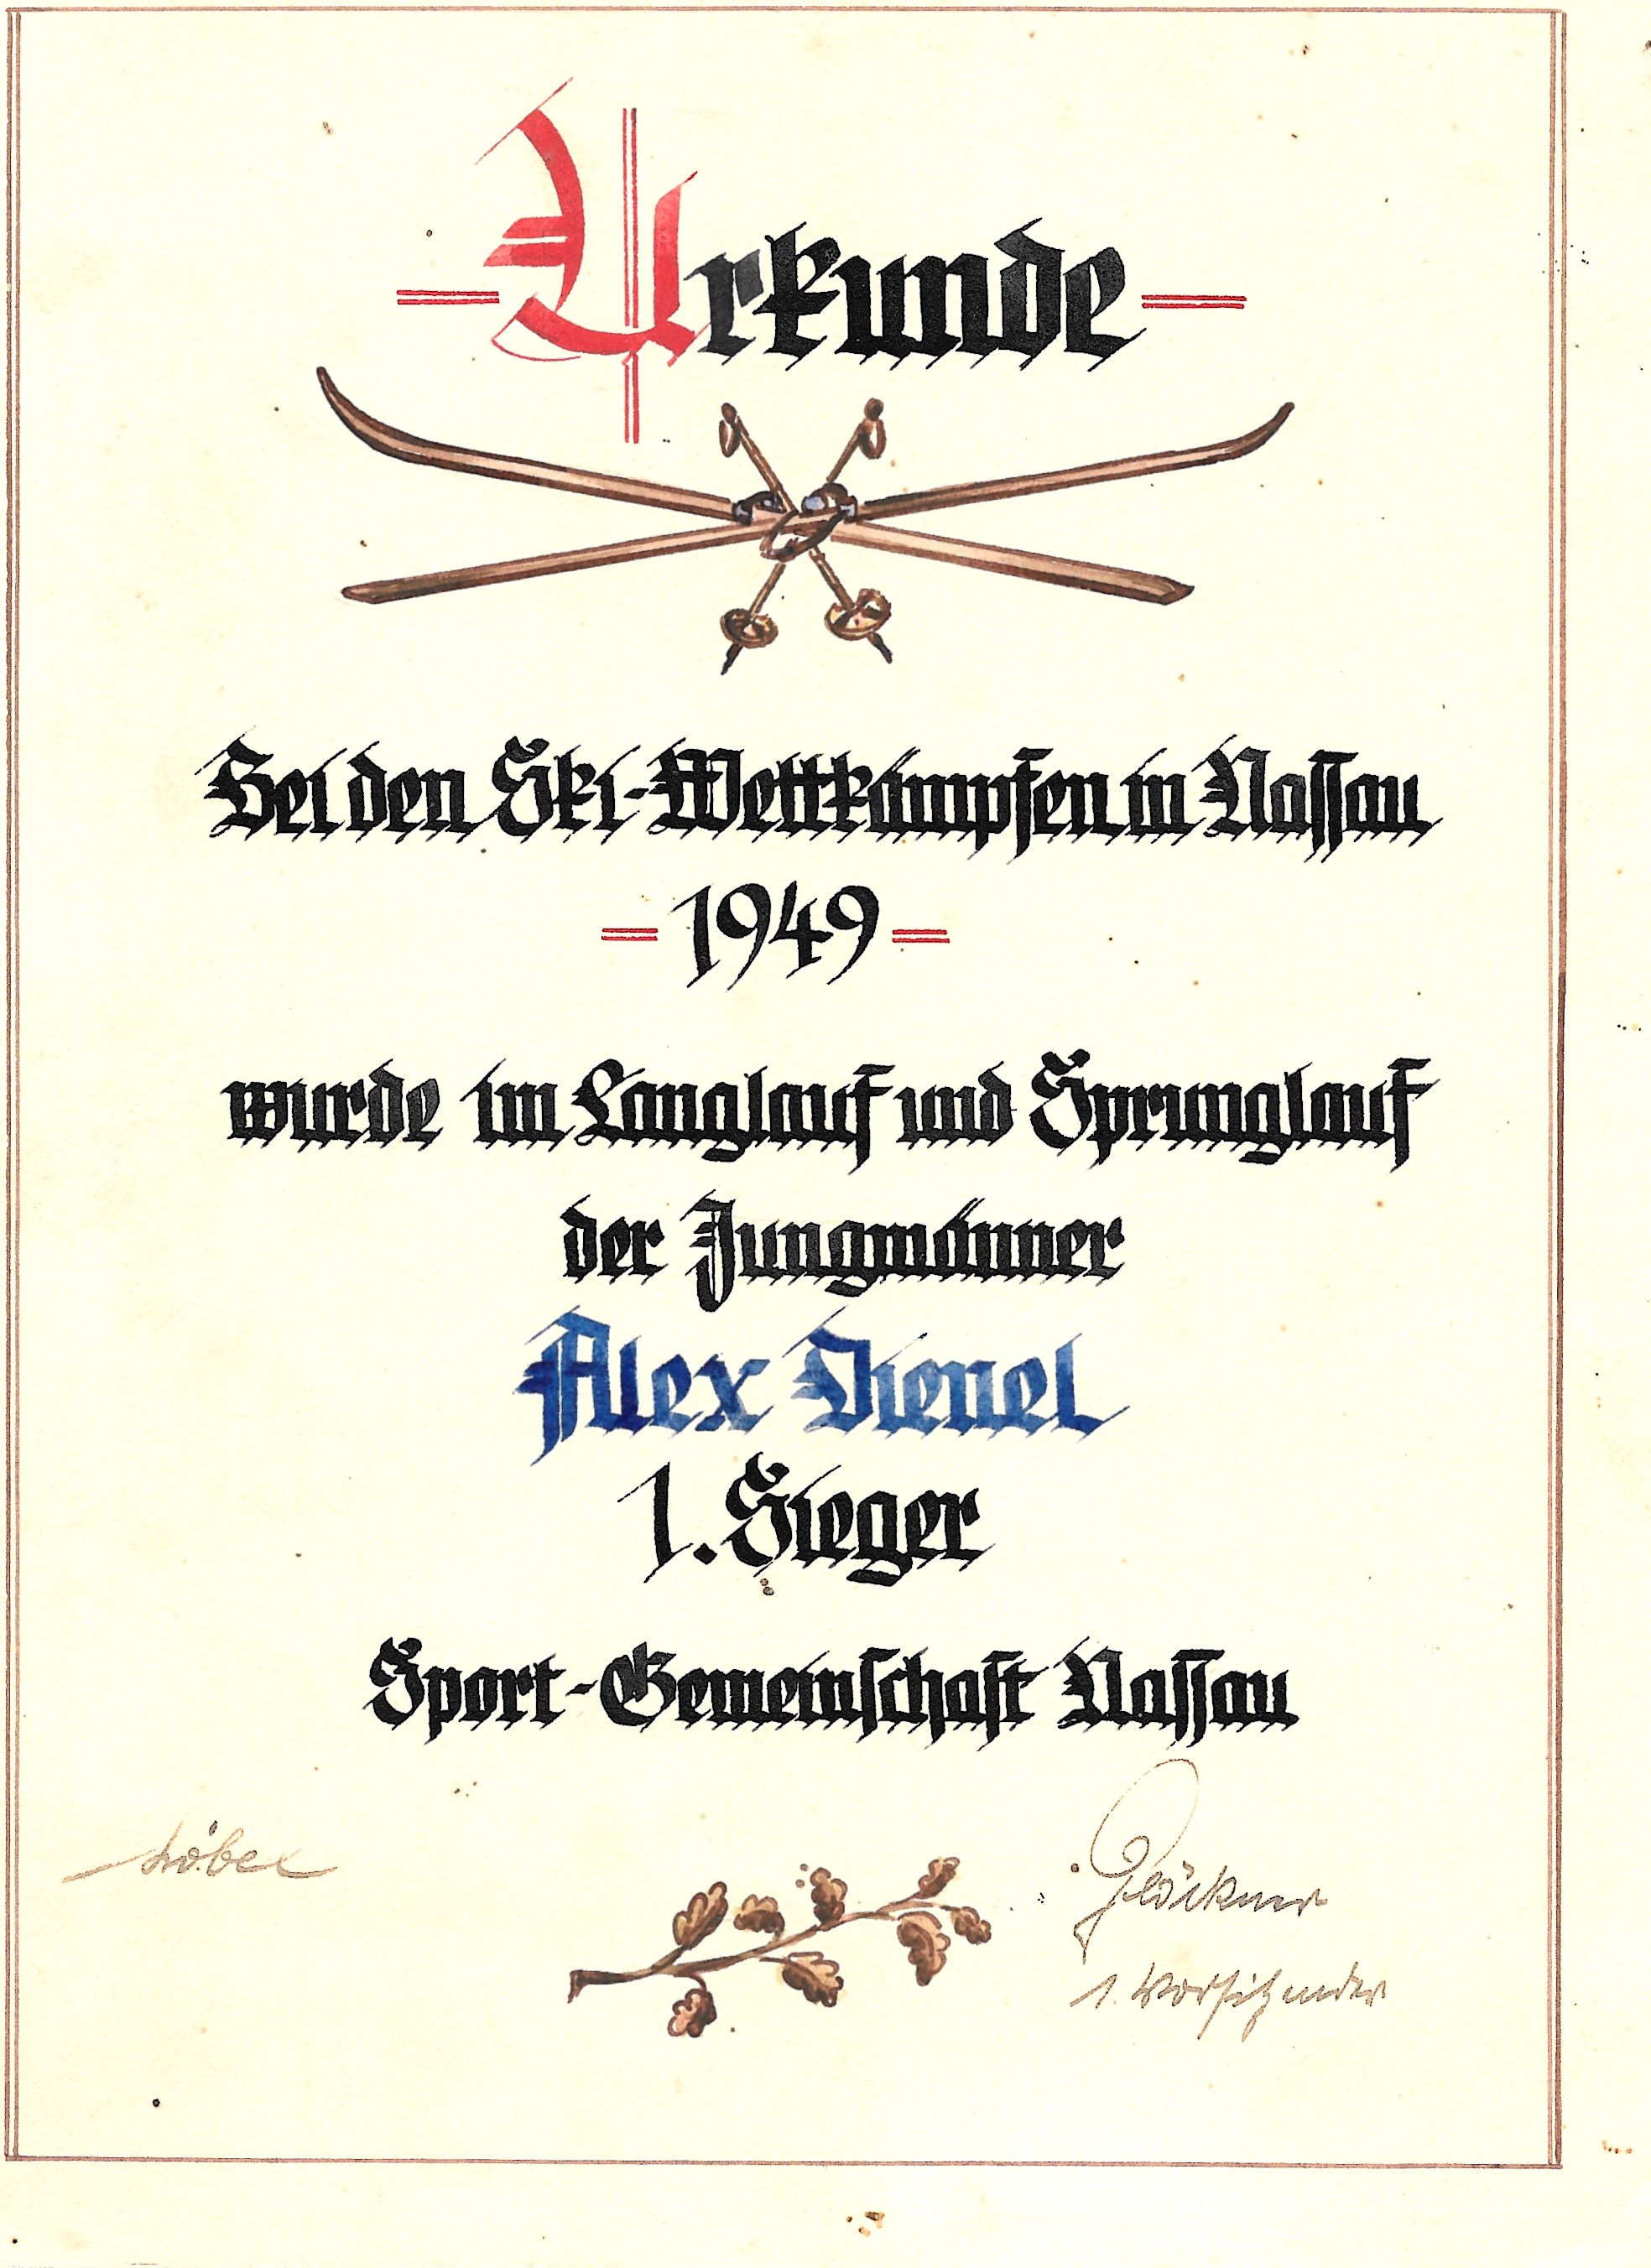 Urkunde
Bei den Ski-Wettkämpfen in Nassau
1949
wurde im Langlauf und Sprunglauf
der Jungmänner
Alex Dienel
1. Sieger
Sport-Gemeinschaft Nassau
Glöckner
1. Vorsitzender